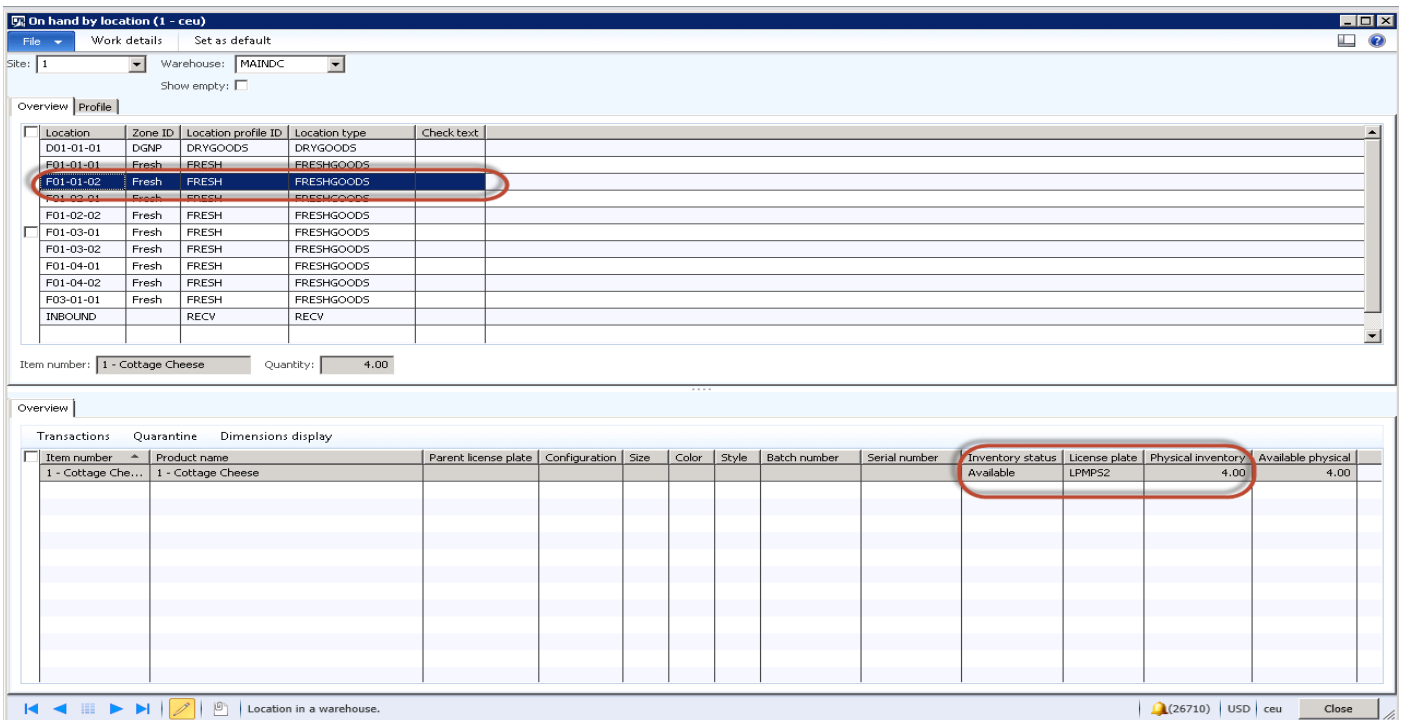 On hand by location (1 - ceu)
File Work details Set as default
Site: 1 Warehouse: MAINDC
Show empty:
Overview Profile
Location Zone ID Location profile ID Location type Check text
D01-01-01 DGNP DRYGOODS DRYGOODS
F01-01-01 Fresh FRESH FRESHGOODS
F01-01-02 Fresh FRESH FRESHGOODS
F01-02-01 Fresh FRESH FRESHGOODS
F01-02-02 Fresh FRESH FRESHGOODS
F01-03-01 Fresh FRESH FRESHGOODS
F01-03-02 Fresh FRESH FRESHGOODS
F01-04-01 Fresh FRESH FRESHGOODS
F01-04-02 Fresh FRESH FRESHGOODS
F03-01-01 Fresh FRESH FRESHGOODS
INBOUND RECV RECV
Item number: 1 - Cottage Cheese Quantity: 4.00
Overview
Transactions Quarantine Dimensions display
Item number Product name Parent license plate Configuration Size Color Style Batch number Serial number Inventory status License plate Physical inventory Available physical
1 - Cottage Che... 1 - Cottage Cheese Available LPMPS2 4.00 4.00
Location in a warehouse. (26710) USD ceu Close